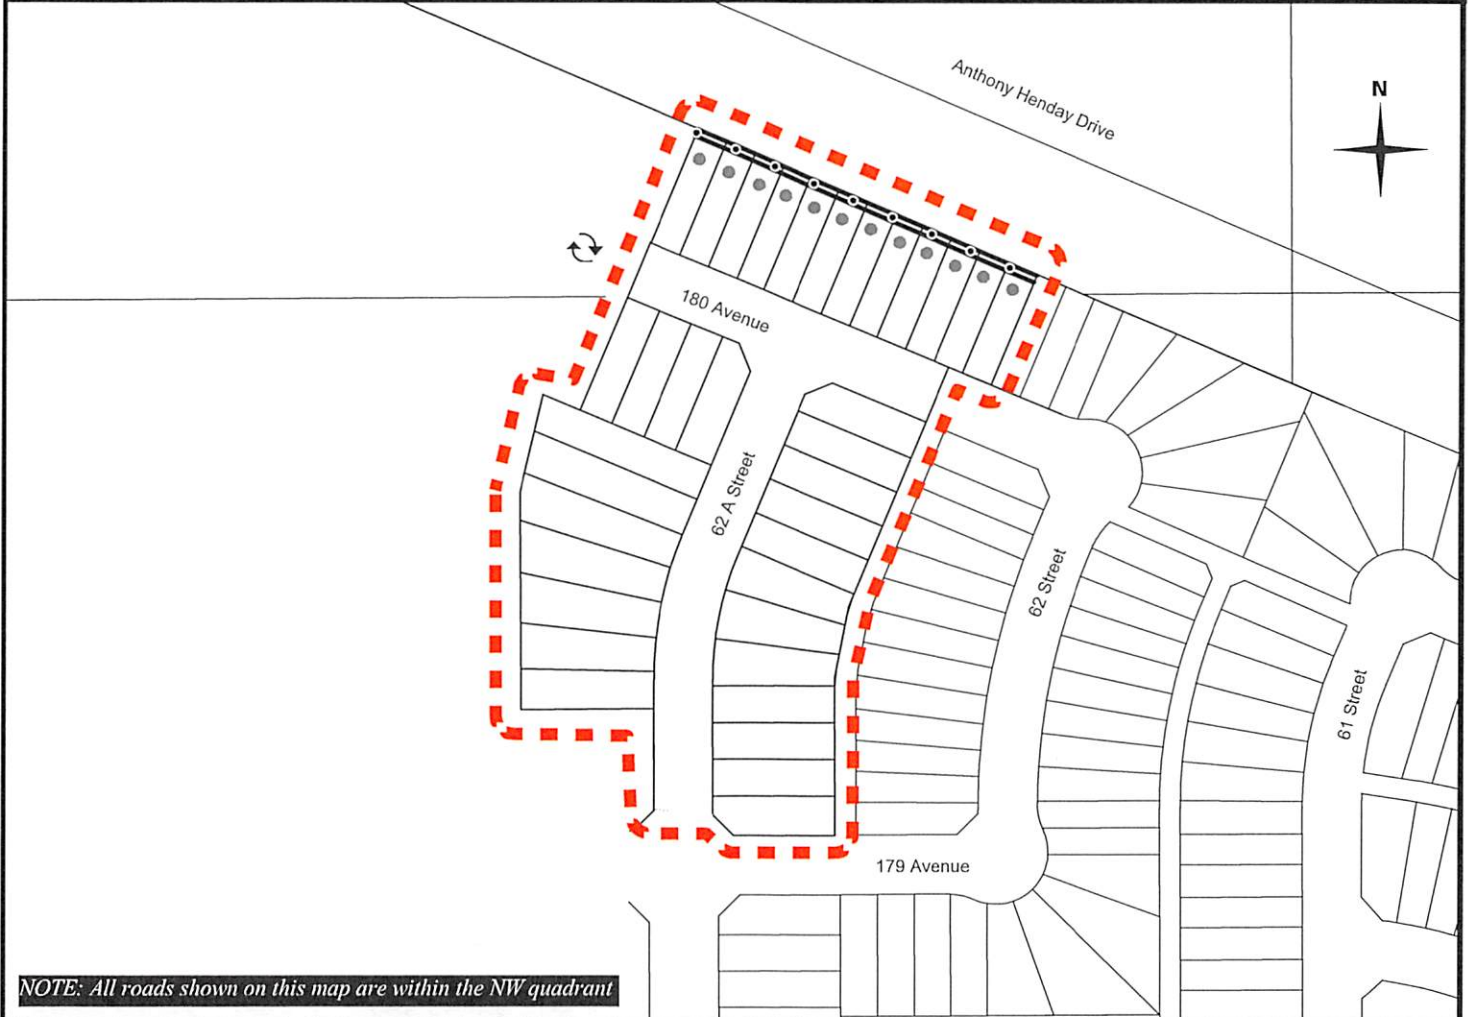 Anthony Henday Drive
N
180 Avenue
62 A Street
62 Street
61 Street
179 Avenue
NOTE: All roads shown on this map are within the NW quadrant